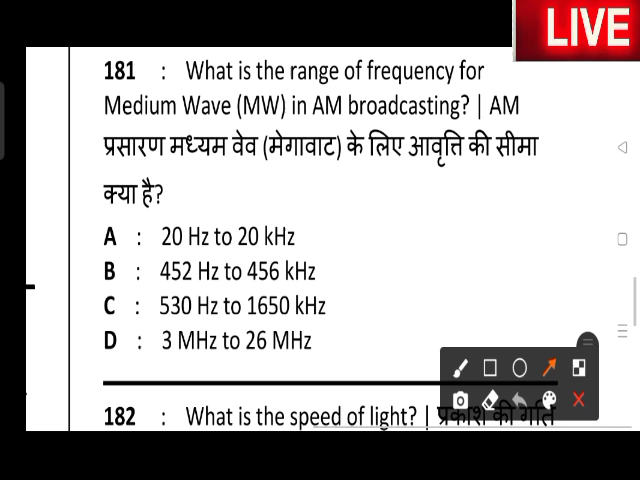 LIVE
181 : What is the range of frequency for
Medium Wave (MW) in AM broadcasting? | AM
प्रसारण मध्यम वेव (मेगावाट) के लिए आवृत्ति की सीमा
क्या है?
A : 20 Hz to 20 kHz
B : 452 Hz to 456 kHz
C : 530 Hz to 1650 kHz
D : 3 MHz to 26 MHz
182 : What is the speed of light? | प्रकाश की गति